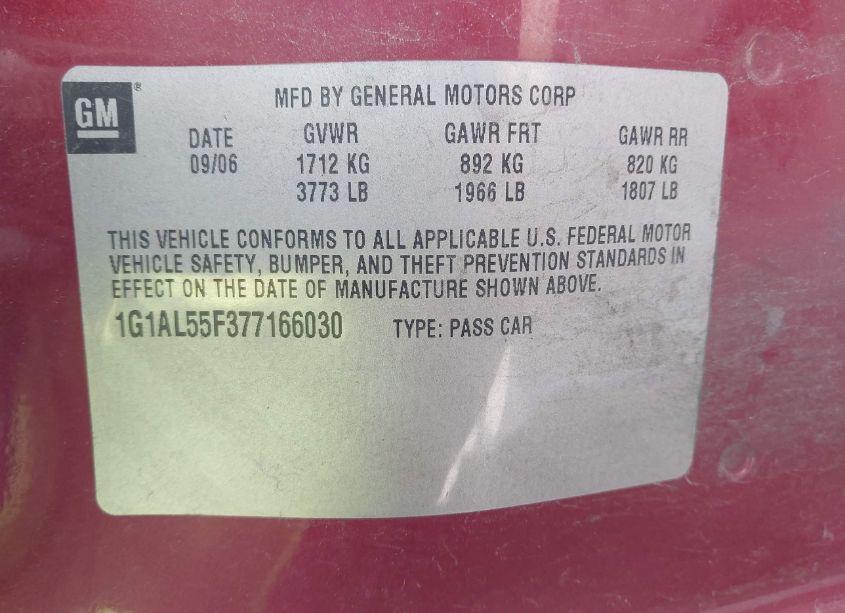 GM ®
MFD BY GENERAL MOTORS CORP
DATE GVWR GAWR FRT GAWR RR
09/06 1712 KG 892 KG 820 KG
3773 LB 1966 LB 1807 LB
THIS VEHICLE CONFORMS TO ALL APPLICABLE U.S. FEDERAL MOTOR
VEHICLE SAFETY, BUMPER, AND THEFT PREVENTION STANDARDS IN
EFFECT ON THE DATE OF MANUFACTURE SHOWN ABOVE.
1G1AL55F377166030 TYPE: PASS CAR